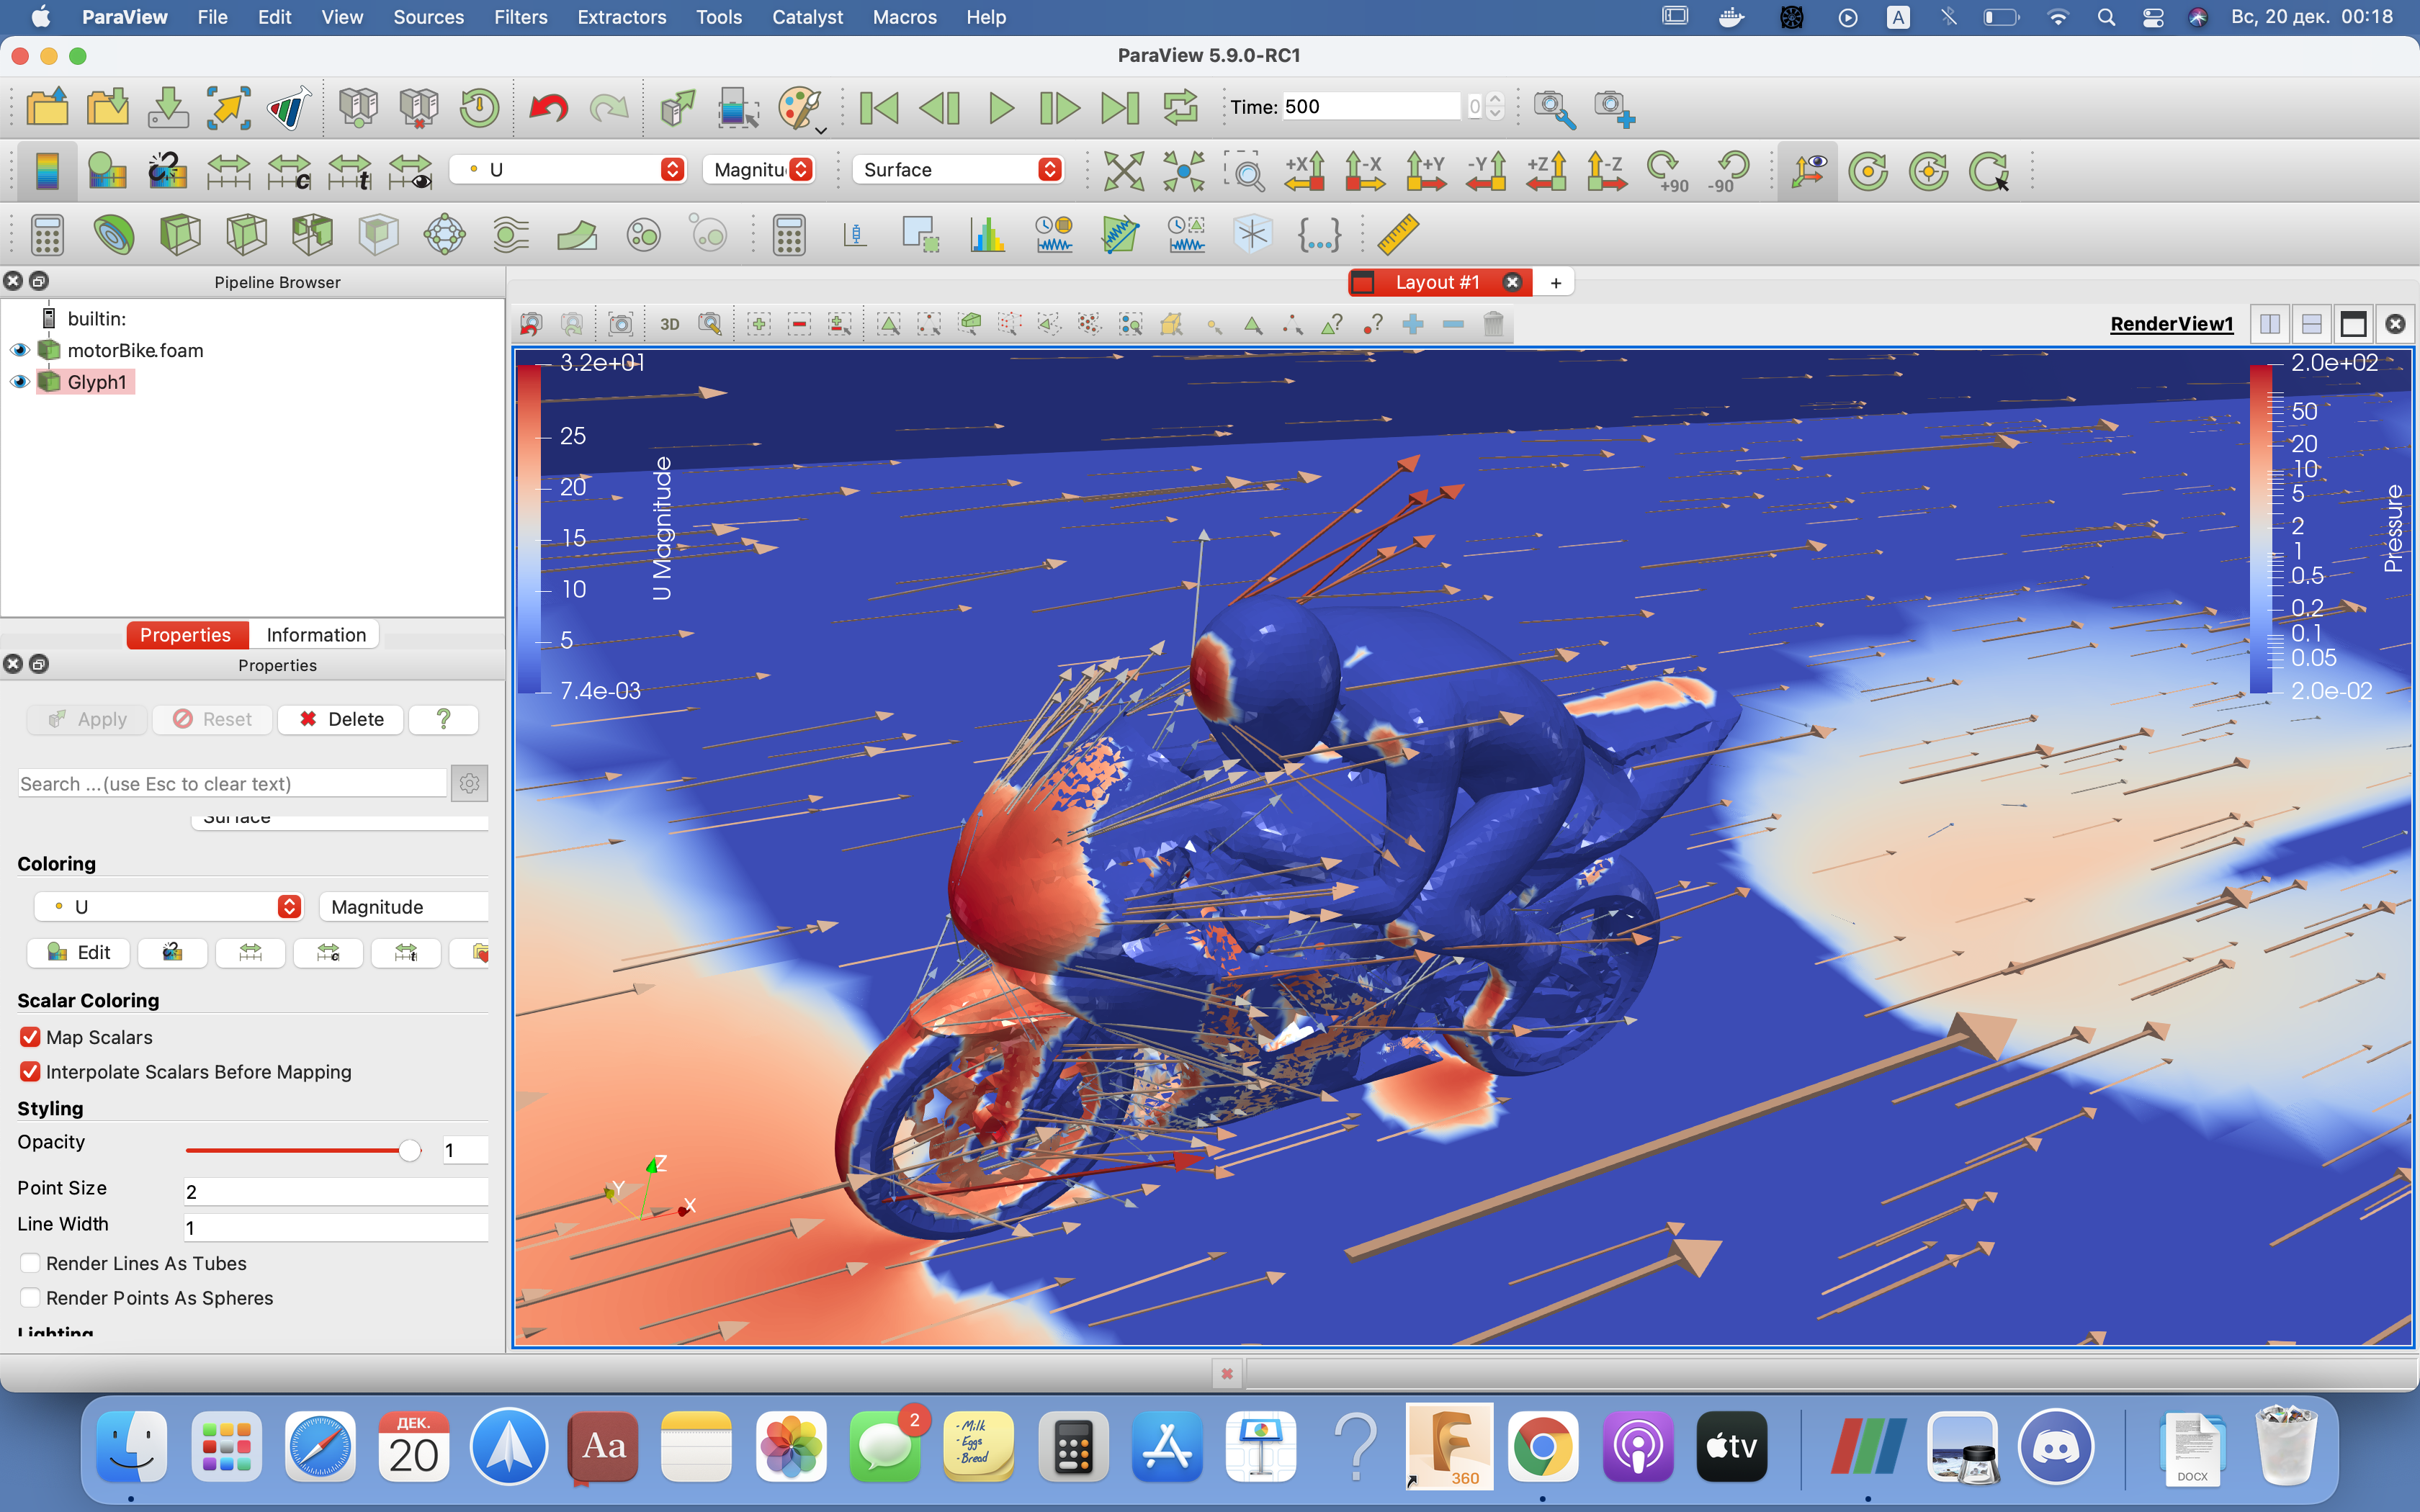 ParaView File Edit View Sources Filters Extractors Tools Catalyst Macros Help A Вс, 20 дек. 00:18
ParaView 5.9.0-RC1
Time: 500 0
c t U Magnitu Surface +X -X +Y -Y +Z -Z +90 -90
{...}
Pipeline Browser
Layout #1 +
builtin:
motorBike.foam
Glyph1
3D RenderView1
3.2e+01
25
20
15
10
5
7.4e-03
U Magnitude
2.0e+02
50
20
10
5
2
1
0.5
0.2
0.1
0.05
2.0e-02
Pressure
Z
Y
X
Properties Information
Properties
Apply Reset Delete ?
Search ...(use Esc to clear text)
Surface
Coloring
U Magnitude
Edit c t
Scalar Coloring
Map Scalars
Interpolate Scalars Before Mapping
Styling
Opacity 1
Point Size 2
Line Width 1
Render Lines As Tubes
Render Points As Spheres
Lighting
ДЕК.
20
Aa
2
- Milk
- Eggs
- Bread
?
360
tv
DOCX